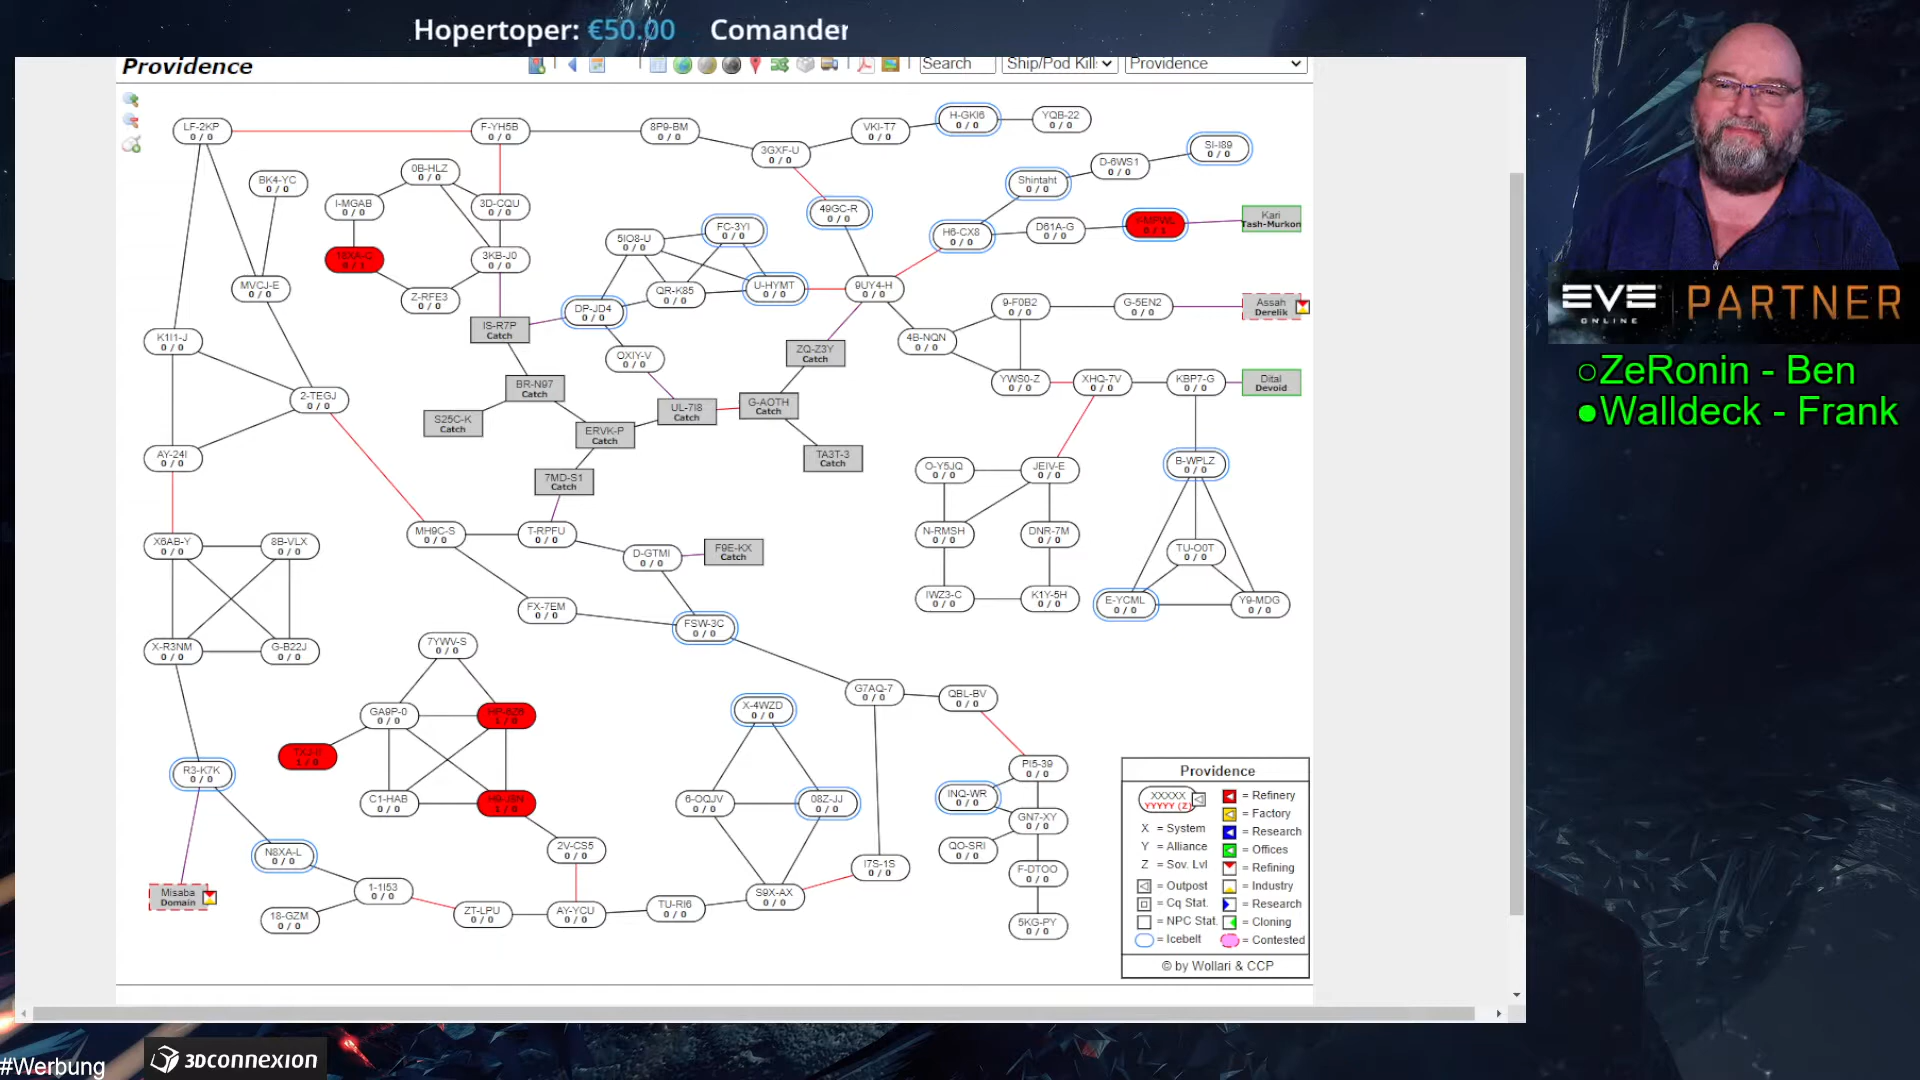 Hopertoper: €50.00 Comander
Providence
Search Ship/Pod Kill: Providence
LF-2KP 0 / 0
F-YH5B 0 / 0
8P9-BM 0 / 0
VKI-T7 0 / 0
H-GKI6 0 / 0
YQB-22 0 / 0
3GXF-U 0 / 0
SI-I89 0 / 0
D-6WS1 0 / 0
0B-HLZ 0 / 0
BK4-YC 0 / 0
Shintaht 0 / 0
I-MGAB 0 / 0
3D-CQU 0 / 0
49GC-R 0 / 0
Kari Tash-Murkon
FC-3YI 0 / 0
D61A-G 0 / 0
0 / 1
H6-CX8 0 / 0
5IO8-U 0 / 0
0 / 1
3KB-J0 0 / 0
MVCJ-E 0 / 0
U-HYMT 0 / 0
9UY4-H 0 / 0
QR-K85 0 / 0
Z-RFE3 0 / 0
9-F0B2 0 / 0
G-5EN2 0 / 0
Assah Derelik
DP-JD4 0 / 0
IS-R7P Catch
K1I1-J 0 / 0
4B-NQN 0 / 0
ZQ-Z3Y Catch
OXIY-V 0 / 0
YWS0-Z 0 / 0
XHQ-7V 0 / 0
KBP7-G 0 / 0
Dital Devoid
BR-N97 Catch
2-TEGJ 0 / 0
G-AOTH Catch
UL-7I8 Catch
S25C-K Catch
ERVK-P Catch
AY-24I 0 / 0
TA3T-3 Catch
O-Y5JQ 0 / 0
JEIV-E 0 / 0
B-WPLZ 0 / 0
7MD-S1 Catch
MH9C-S 0 / 0
T-RPFU 0 / 0
N-RMSH 0 / 0
DNR-7M 0 / 0
X6AB-Y 0 / 0
8B-VLX 0 / 0
D-GTMI 0 / 0
F9E-KX Catch
TU-O0T 0 / 0
IWZ3-C 0 / 0
K1Y-5H 0 / 0
E-YCML 0 / 0
Y9-MDG 0 / 0
FX-7EM 0 / 0
FSW-3C 0 / 0
X-R3NM 0 / 0
G-B22J 0 / 0
7YWV-S 0 / 0
G7AQ-7 0 / 0
QBL-BV 0 / 0
X-4WZD 0 / 0
GA9P-0 0 / 0
1 / 0
1 / 0
R3-K7K 0 / 0
PI5-39 0 / 0
C1-HAB 0 / 0
1 / 0
6-OQJV 0 / 0
08Z-JJ 0 / 0
INQ-WR 0 / 0
GN7-XY 0 / 0
2V-CS5 0 / 0
QO-SRI 0 / 0
N8XA-L 0 / 0
I7S-1S 0 / 0
F-DTOO 0 / 0
Misaba Domain
1-1I53 0 / 0
S9X-AX 0 / 0
TU-RI6 0 / 0
18-GZM 0 / 0
ZT-LPU 0 / 0
AY-YCU 0 / 0
5KG-PY 0 / 0
Providence
XXXXX = Refinery
YYYYY (Z) = Factory
X = System = Research
Y = Alliance = Offices
Z = Sov. Lvl = Refining
= Outpost = Industry
= Cq Stat. = Research
= NPC Stat. = Cloning
= Icebelt = Contested
© by Wollari & CCP
EVE ONLINE PARTNER
ZeRonin - Ben
Walldeck - Frank
#Werbung 3Dconnexion